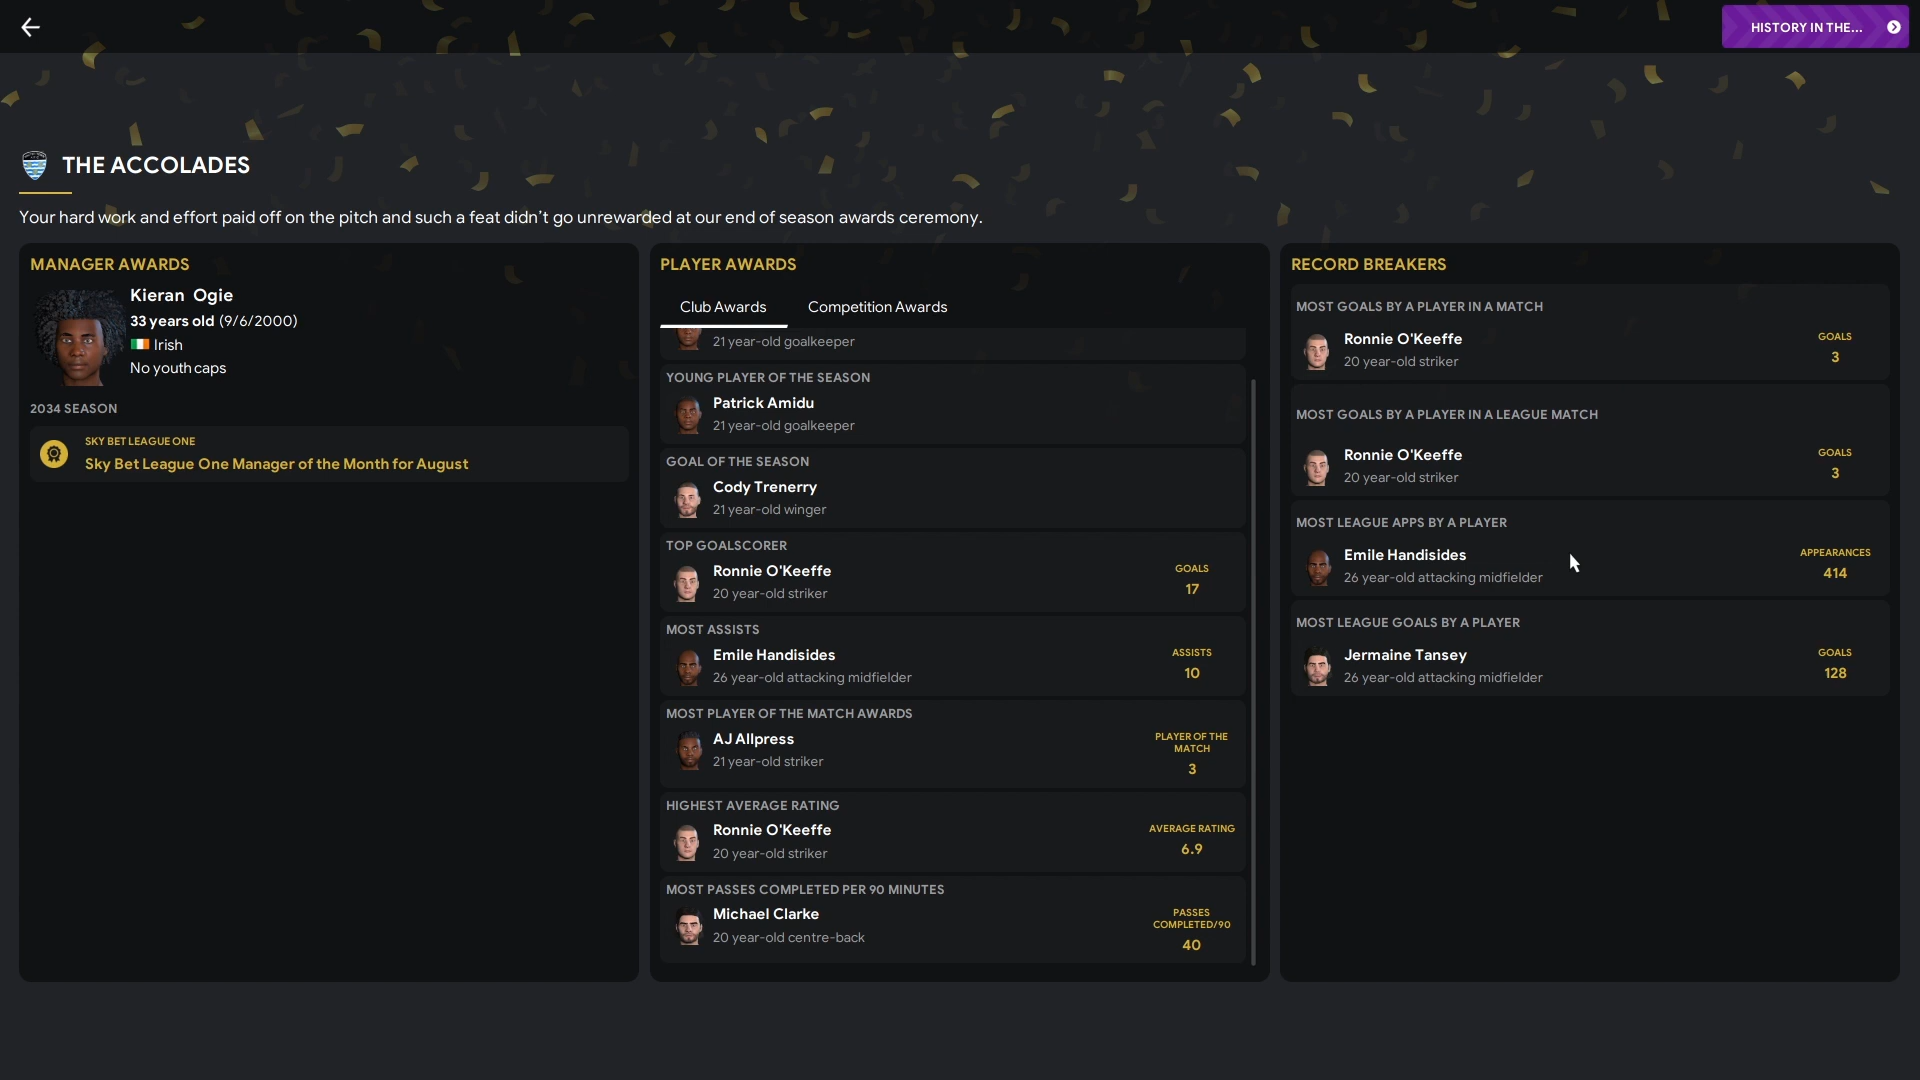 HISTORY IN THE...
THE ACCOLADES
Your hard work and effort paid off on the pitch and such a feat didn't go unrewarded at our end of season awards ceremony.
MANAGER AWARDS
Kieran Ogie
33 years old (9/6/2000)
Irish
No youth caps
2034 SEASON
SKY BET LEAGUE ONE
Sky Bet League One Manager of the Month for August
PLAYER AWARDS
Club Awards
Competition Awards
21 year-old goalkeeper
YOUNG PLAYER OF THE SEASON
Patrick Amidu
21 year-old goalkeeper
GOAL OF THE SEASON
Cody Trenerry
21 year-old winger
TOP GOALSCORER
Ronnie O'Keeffe
20 year-old striker
GOALS
17
MOST ASSISTS
Emile Handisides
26 year-old attacking midfielder
ASSISTS
10
MOST PLAYER OF THE MATCH AWARDS
AJ Allpress
21 year-old striker
PLAYER OF THE
MATCH
3
HIGHEST AVERAGE RATING
Ronnie O'Keeffe
20 year-old striker
AVERAGE RATING
6.9
MOST PASSES COMPLETED PER 90 MINUTES
Michael Clarke
20 year-old centre-back
PASSES
COMPLETED/90
40
RECORD BREAKERS
MOST GOALS BY A PLAYER IN A MATCH
Ronnie O'Keeffe
20 year-old striker
GOALS
3
MOST GOALS BY A PLAYER IN A LEAGUE MATCH
Ronnie O'Keeffe
20 year-old striker
GOALS
3
MOST LEAGUE APPS BY A PLAYER
Emile Handisides
26 year-old attacking midfielder
APPEARANCES
414
MOST LEAGUE GOALS BY A PLAYER
Jermaine Tansey
26 year-old attacking midfielder
GOALS
128